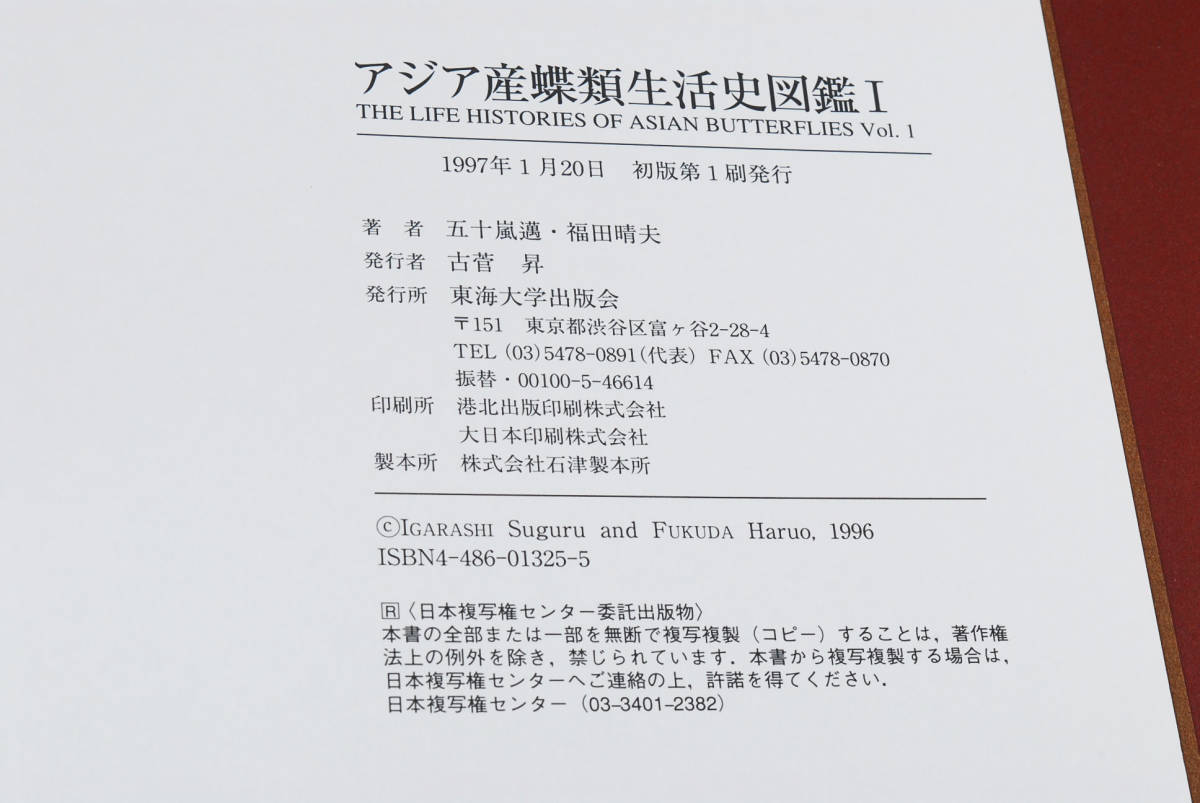 アジア産蝶類生活史図鑑Ⅰ
THE LIFE HISTORIES OF ASIAN BUTTERFLIES Vol. 1
1997年1月20日 初版第1刷発行
著 者 五十嵐邁・福田晴夫
発行者 古菅 昇
発行所 東海大学出版会
〒151 東京都渋谷区富ヶ谷2-28-4
TEL (03)5478-0891(代表) FAX (03)5478-0870
振替・00100-5-46614
印刷所 港北出版印刷株式会社
大日本印刷株式会社
製本所 株式会社石津製本所
©IGARASHI Suguru and FUKUDA Haruo, 1996
ISBN4-486-01325-5
🅁〈日本複写権センター委託出版物〉
本書の全部または一部を無断で複写複製（コピー）することは，著作権
法上の例外を除き，禁じられています．本書から複写複製する場合は，
日本複写権センターへご連絡の上，許諾を得てください．
日本複写権センター（03-3401-2382）